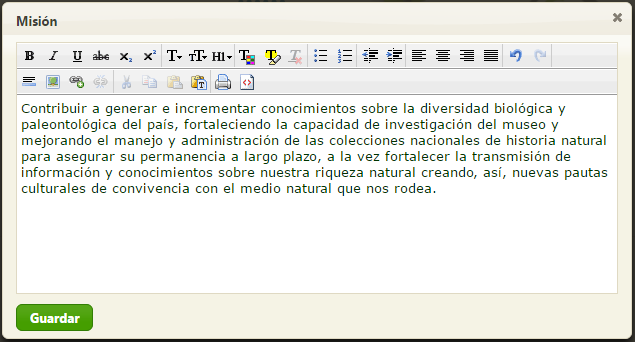 Misión
B I U abc x₂ x² T T H1 T T T
Contribuir a generar e incrementar conocimientos sobre la diversidad biológica y
paleontológica del país, fortaleciendo la capacidad de investigación del museo y
mejorando el manejo y administración de las colecciones nacionales de historia natural
para asegurar su permanencia a largo plazo, a la vez fortalecer la transmisión de
información y conocimientos sobre nuestra riqueza natural creando, así, nuevas pautas
culturales de convivencia con el medio natural que nos rodea.
Guardar